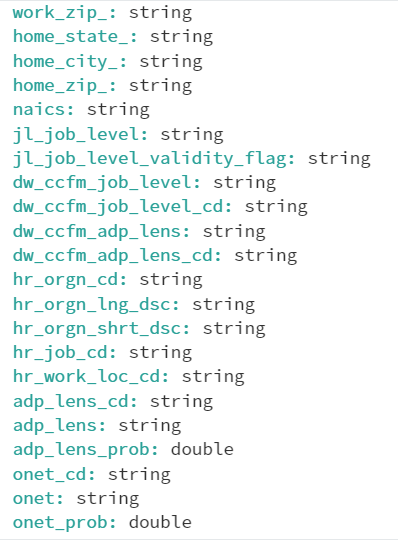 work_zip_: string
home_state_: string
home_city_: string
home_zip_: string
naics: string
jl_job_level: string
jl_job_level_validity_flag: string
dw_ccfm_job_level: string
dw_ccfm_job_level_cd: string
dw_ccfm_adp_lens: string
dw_ccfm_adp_lens_cd: string
hr_orgn_cd: string
hr_orgn_lng_dsc: string
hr_orgn_shrt_dsc: string
hr_job_cd: string
hr_work_loc_cd: string
adp_lens_cd: string
adp_lens: string
adp_lens_prob: double
onet_cd: string
onet: string
onet_prob: double